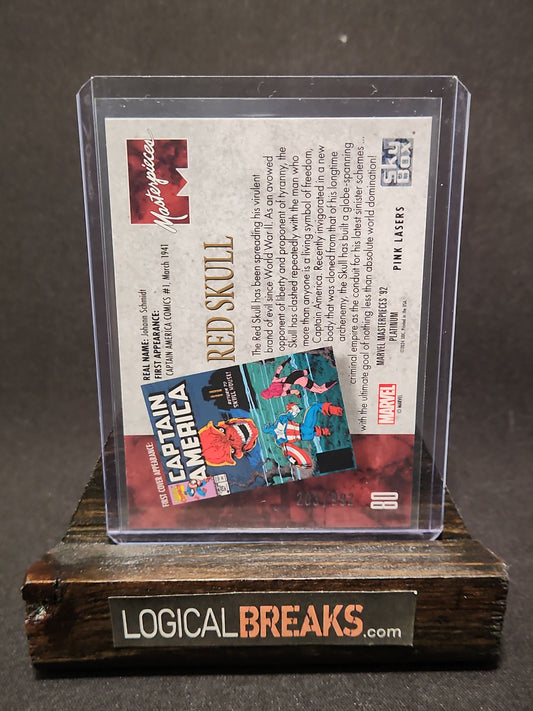 Masterpieces
SkyBox
REAL NAME: Johann Schmidt
FIRST APPEARANCE:
CAPTAIN AMERICA COMICS #1, March 1941
RED SKULL
The Red Skull has been spreading his virulent
brand of evil since World War II. As an avowed
opponent of liberty and proponent of tyranny, the
Skull has clashed repeatedly with the man who
more than anyone is a living symbol of freedom,
Captain America. Recently invigorated in a new
body that was cloned from that of his longtime
archenemy, the Skull has built a globe-spanning
criminal empire as the conduit for his latest sinister schemes ...
with the ultimate goal of nothing less than absolute world domination!
FIRST COVER APPEARANCE:
CAPTAIN
AMERICA
RETURN TO
SKULL HOUSE!
MARVEL MASTERPIECES '92
PLATINUM
PINK LASERS
MARVEL
© MARVEL
80
LOGICALBREAKS.com